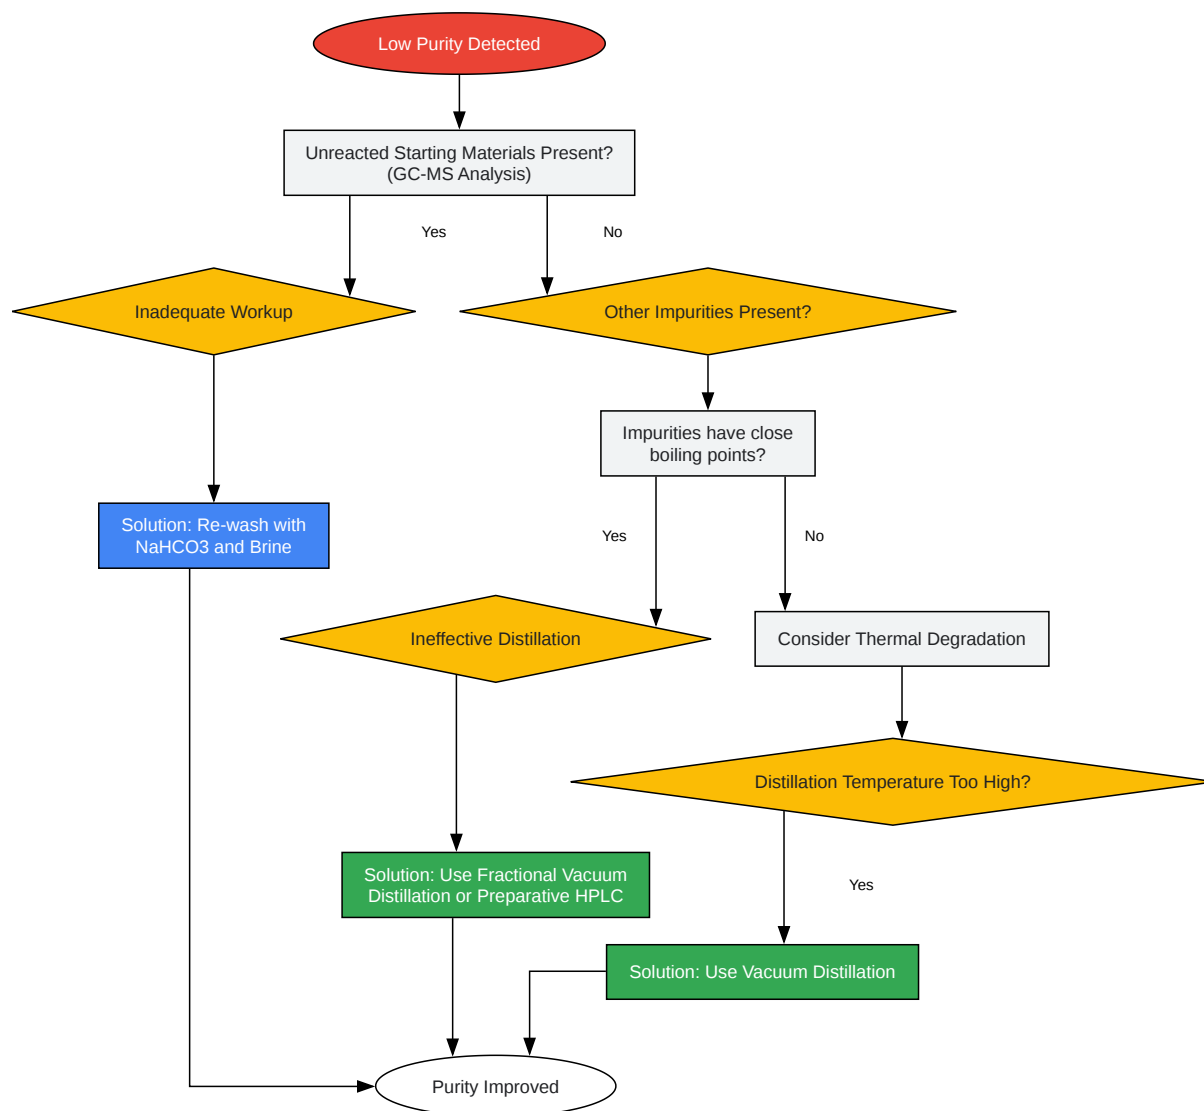 Low Purity Detected
Unreacted Starting Materials Present?
(GC-MS Analysis)
Yes
No
Inadequate Workup
Other Impurities Present?
Impurities have close
boiling points?
Solution: Re-wash with
NaHCO3 and Brine
Yes
No
Ineffective Distillation
Consider Thermal Degradation
Distillation Temperature Too High?
Solution: Use Fractional Vacuum
Distillation or Preparative HPLC
Yes
Solution: Use Vacuum Distillation
Purity Improved